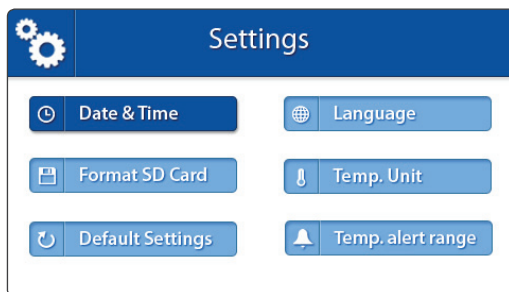 Settings
Date & Time
Language
Format SD Card
Temp. Unit
Default Settings
Temp. alert range